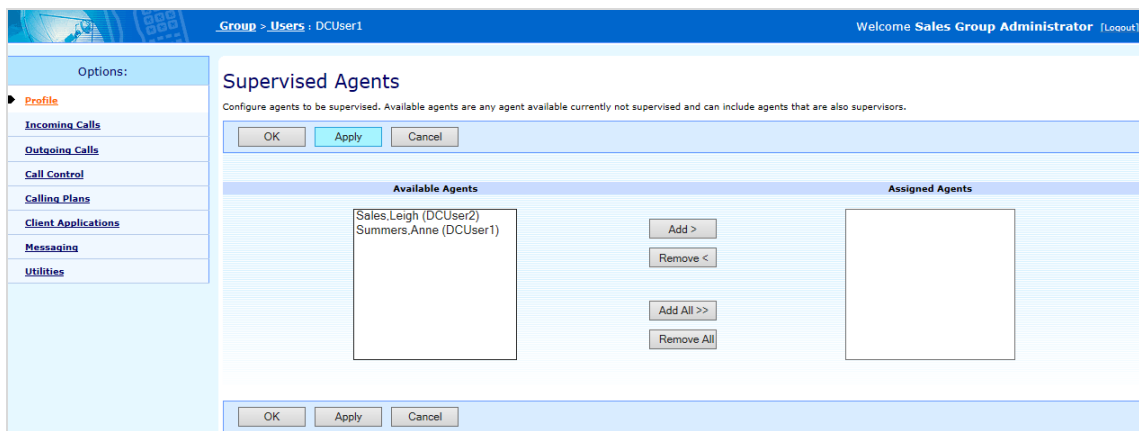 Group > Users : DCUser1
Welcome Sales Group Administrator [Logout]
Options:
Profile
Incoming Calls
Outgoing Calls
Call Control
Calling Plans
Client Applications
Messaging
Utilities
Supervised Agents
Configure agents to be supervised. Available agents are any agent available currently not supervised and can include agents that are also supervisors.
OK Apply Cancel
Available Agents
Assigned Agents
Sales,Leigh (DCUser2)
Summers,Anne (DCUser1)
Add >
Remove <
Add All >>
Remove All
OK Apply Cancel